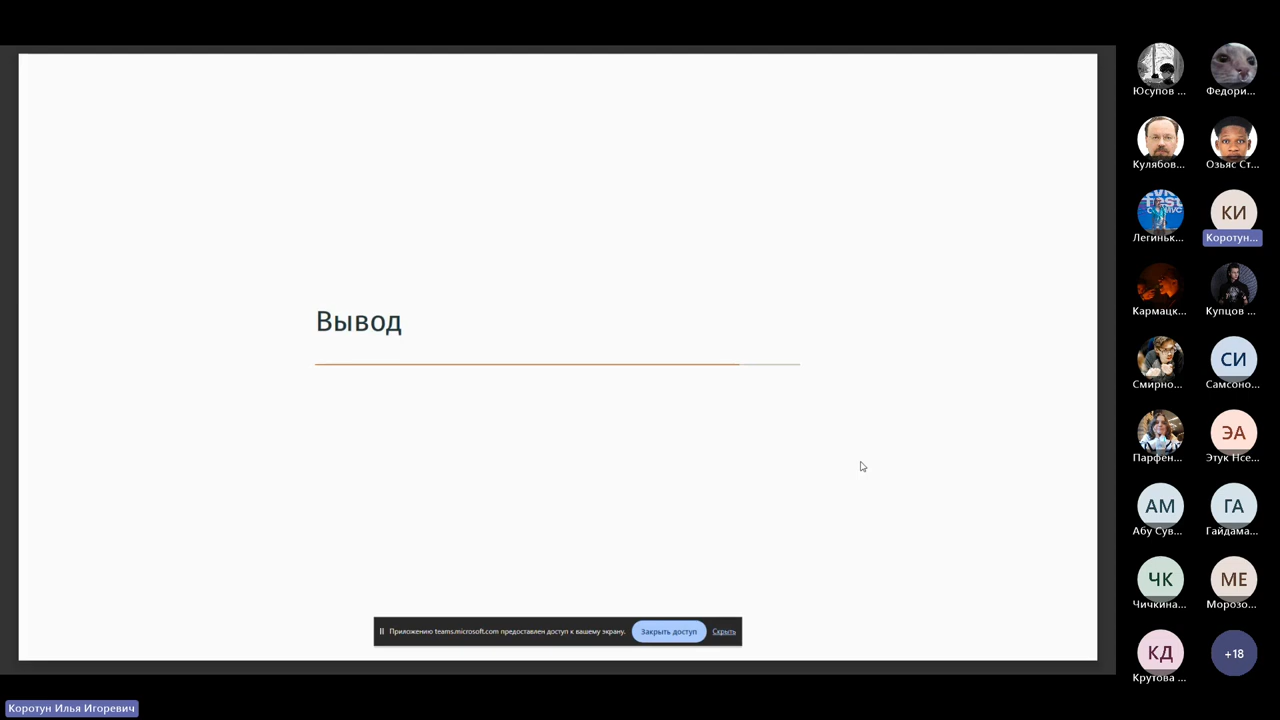 Вывод
Приложению teams.microsoft.com предоставлен доступ к вашему экрану.
Закрыть доступ
Скрыть
Коротун Илья Игоревич
Юсупов ...
Федори...
Кулябов...
Озьяс Ст...
Легиньк...
КИ
Коротун...
Кармацк...
Купцов ...
Смирно...
СИ
Самсоно...
Парфен...
ЭА
Этук Нсе...
АМ
Абу Сув...
ГА
Гайдама...
ЧК
Чичкина...
МЕ
Морозо...
КД
Крутова ...
+18